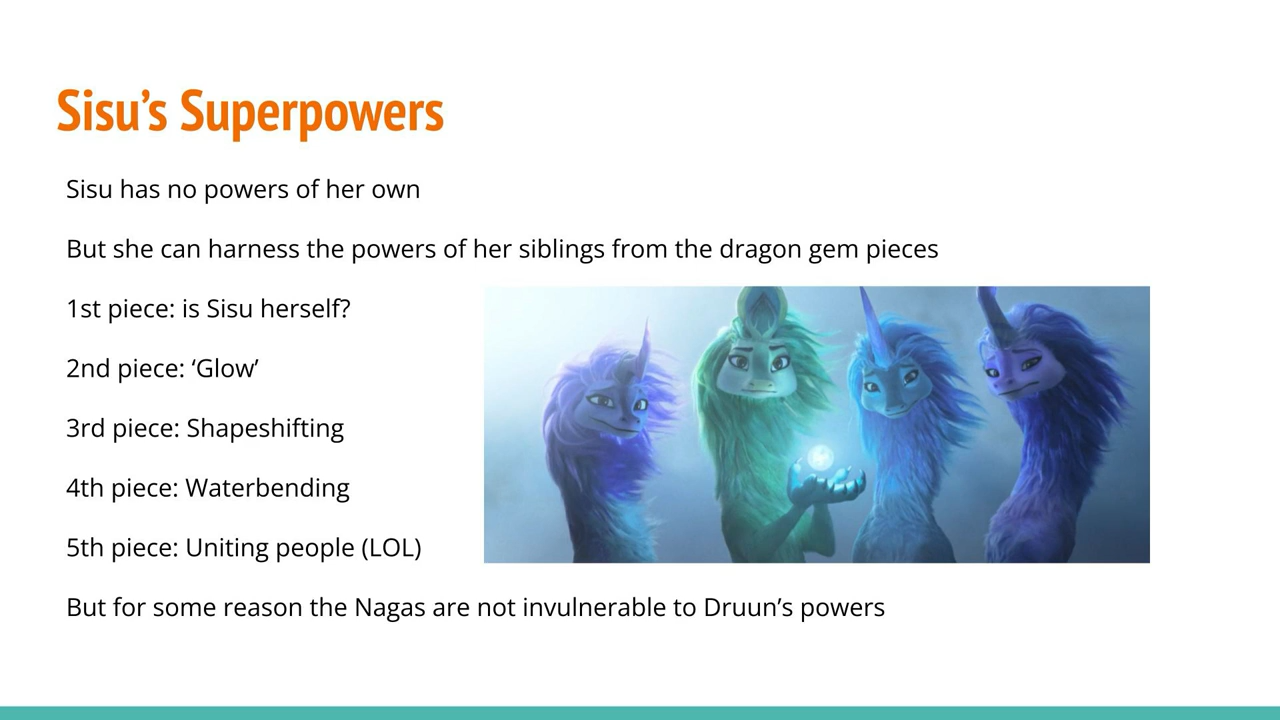 Sisu’s Superpowers
Sisu has no powers of her own
But she can harness the powers of her siblings from the dragon gem pieces
1st piece: is Sisu herself?
2nd piece: ‘Glow’
3rd piece: Shapeshifting
4th piece: Waterbending
5th piece: Uniting people (LOL)
But for some reason the Nagas are not invulnerable to Druun’s powers